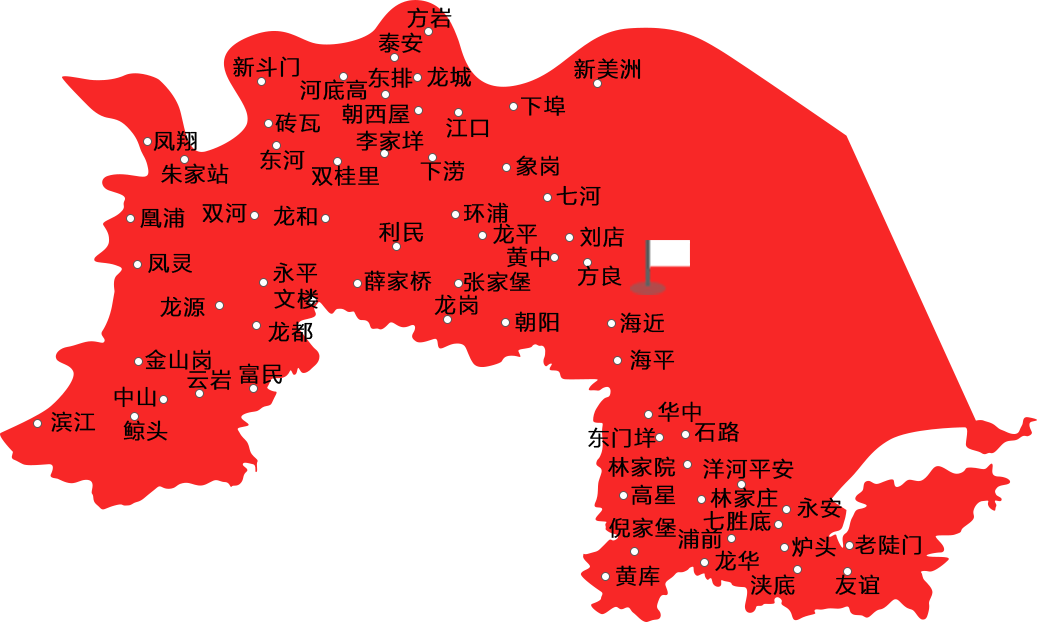 方岩
泰安
新斗门
河底高
东排
龙城
新美洲
朝西屋
下埠
砖瓦
江口
凤翔
李家垟
东河
朱家站
双桂里
下涝
象岗
七河
凰浦
双河
龙和
环浦
利民
龙平
刘店
黄中
凤灵
永平
方良
薛家桥
张家堡
文楼
龙源
龙岗
朝阳
海近
龙都
金山岗
海平
云岩
富民
中山
滨江
鲸头
华中
东门垟
石路
林家院
洋河平安
高星
林家庄
永安
倪家堡
七胜底
浦前
炉头
老陡门
龙华
黄库
浃底
友谊